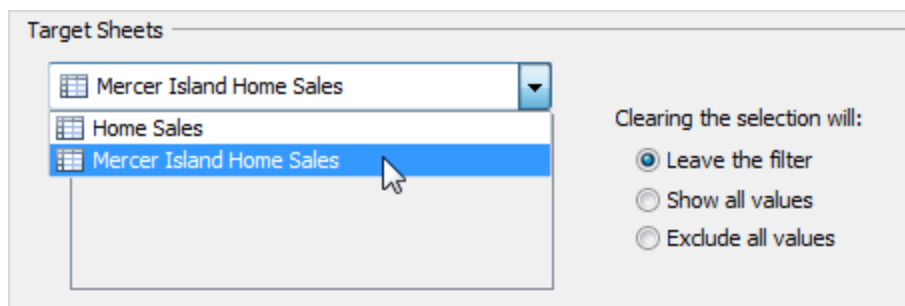 Target Sheets
Mercer Island Home Sales
Home Sales
Mercer Island Home Sales
Clearing the selection will:
Leave the filter
Show all values
Exclude all values